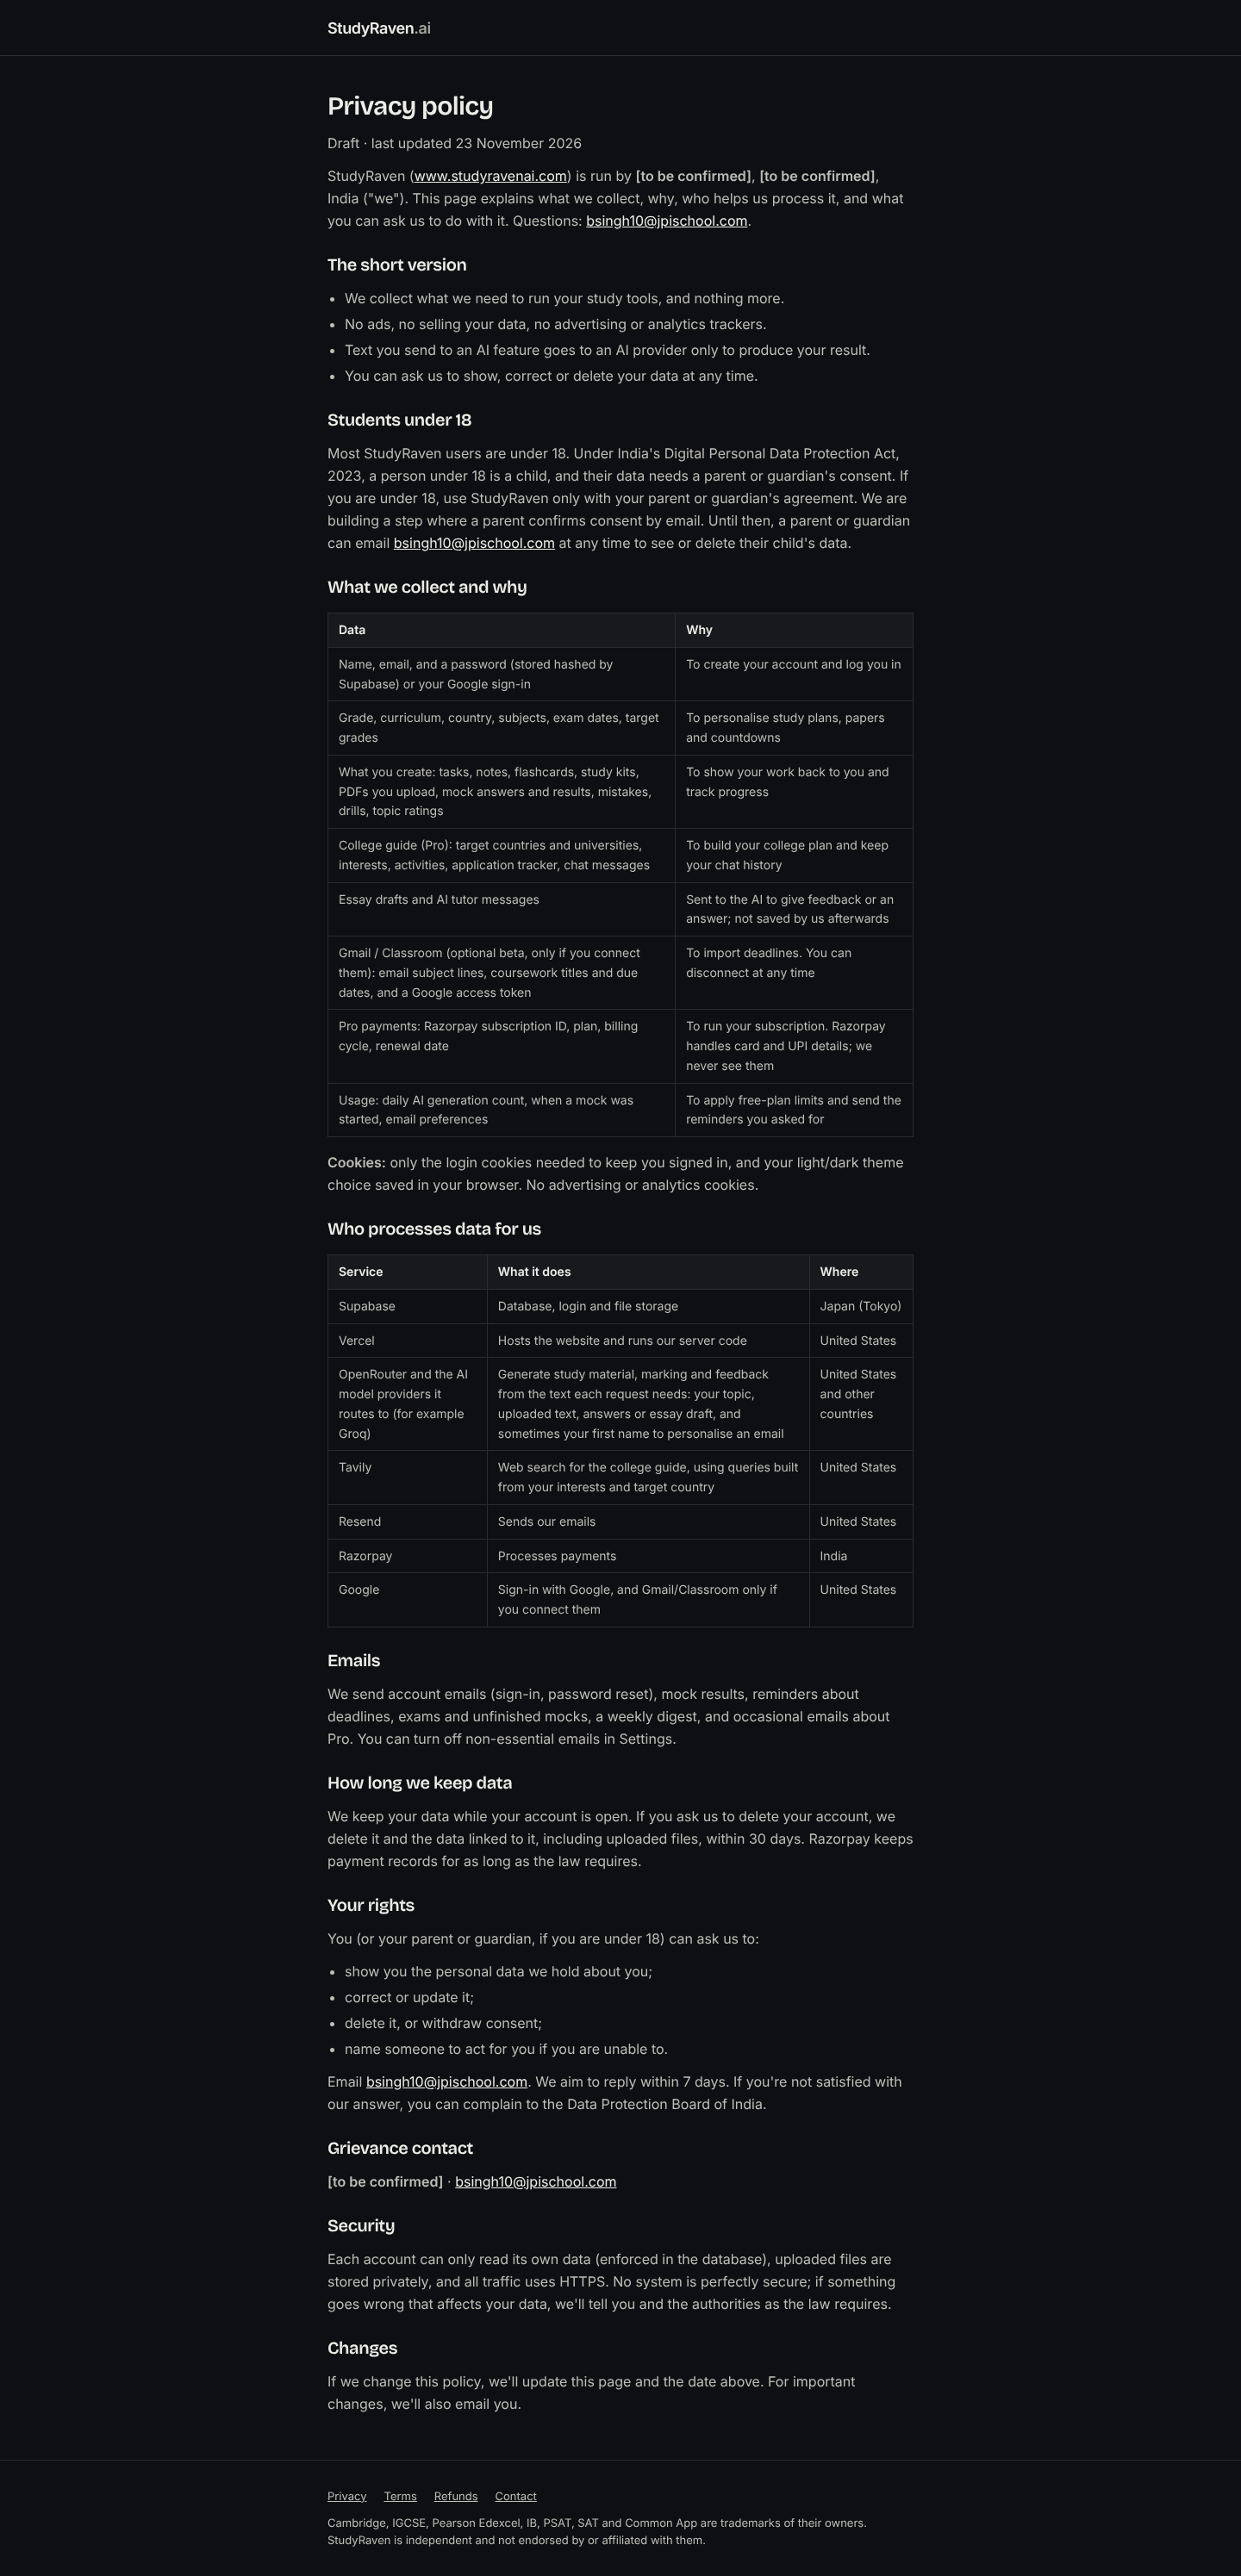 StudyRaven.ai
Privacy policy
Draft · last updated 23 November 2026
StudyRaven (www.studyravenai.com) is run by [to be confirmed], [to be confirmed],
India ("we"). This page explains what we collect, why, who helps us process it, and what
you can ask us to do with it. Questions: bsingh10@jpischool.com.
The short version
• We collect what we need to run your study tools, and nothing more.
• No ads, no selling your data, no advertising or analytics trackers.
• Text you send to an AI feature goes to an AI provider only to produce your result.
• You can ask us to show, correct or delete your data at any time.
Students under 18
Most StudyRaven users are under 18. Under India's Digital Personal Data Protection Act,
2023, a person under 18 is a child, and their data needs a parent or guardian's consent. If
you are under 18, use StudyRaven only with your parent or guardian's agreement. We are
building a step where a parent confirms consent by email. Until then, a parent or guardian
can email bsingh10@jpischool.com at any time to see or delete their child's data.
What we collect and why
Data
Why
Name, email, and a password (stored hashed by
Supabase) or your Google sign-in
To create your account and log you in
Grade, curriculum, country, subjects, exam dates, target
grades
To personalise study plans, papers
and countdowns
What you create: tasks, notes, flashcards, study kits,
PDFs you upload, mock answers and results, mistakes,
drills, topic ratings
To show your work back to you and
track progress
College guide (Pro): target countries and universities,
interests, activities, application tracker, chat messages
To build your college plan and keep
your chat history
Essay drafts and AI tutor messages
Sent to the AI to give feedback or an
answer; not saved by us afterwards
Gmail / Classroom (optional beta, only if you connect
them): email subject lines, coursework titles and due
dates, and a Google access token
To import deadlines. You can
disconnect at any time
Pro payments: Razorpay subscription ID, plan, billing
cycle, renewal date
To run your subscription. Razorpay
handles card and UPI details; we
never see them
Usage: daily AI generation count, when a mock was
started, email preferences
To apply free-plan limits and send the
reminders you asked for
Cookies: only the login cookies needed to keep you signed in, and your light/dark theme
choice saved in your browser. No advertising or analytics cookies.
Who processes data for us
Service
What it does
Where
Supabase
Database, login and file storage
Japan (Tokyo)
Vercel
Hosts the website and runs our server code
United States
OpenRouter and the AI
model providers it
routes to (for example
Groq)
Generate study material, marking and feedback
from the text each request needs: your topic,
uploaded text, answers or essay draft, and
sometimes your first name to personalise an email
United States
and other
countries
Tavily
Web search for the college guide, using queries built
from your interests and target country
United States
Resend
Sends our emails
United States
Razorpay
Processes payments
India
Google
Sign-in with Google, and Gmail/Classroom only if
you connect them
United States
Emails
We send account emails (sign-in, password reset), mock results, reminders about
deadlines, exams and unfinished mocks, a weekly digest, and occasional emails about
Pro. You can turn off non-essential emails in Settings.
How long we keep data
We keep your data while your account is open. If you ask us to delete your account, we
delete it and the data linked to it, including uploaded files, within 30 days. Razorpay keeps
payment records for as long as the law requires.
Your rights
You (or your parent or guardian, if you are under 18) can ask us to:
• show you the personal data we hold about you;
• correct or update it;
• delete it, or withdraw consent;
• name someone to act for you if you are unable to.
Email bsingh10@jpischool.com. We aim to reply within 7 days. If you're not satisfied with
our answer, you can complain to the Data Protection Board of India.
Grievance contact
[to be confirmed] · bsingh10@jpischool.com
Security
Each account can only read its own data (enforced in the database), uploaded files are
stored privately, and all traffic uses HTTPS. No system is perfectly secure; if something
goes wrong that affects your data, we'll tell you and the authorities as the law requires.
Changes
If we change this policy, we'll update this page and the date above. For important
changes, we'll also email you.
Privacy Terms Refunds Contact
Cambridge, IGCSE, Pearson Edexcel, IB, PSAT, SAT and Common App are trademarks of their owners.
StudyRaven is independent and not endorsed by or affiliated with them.